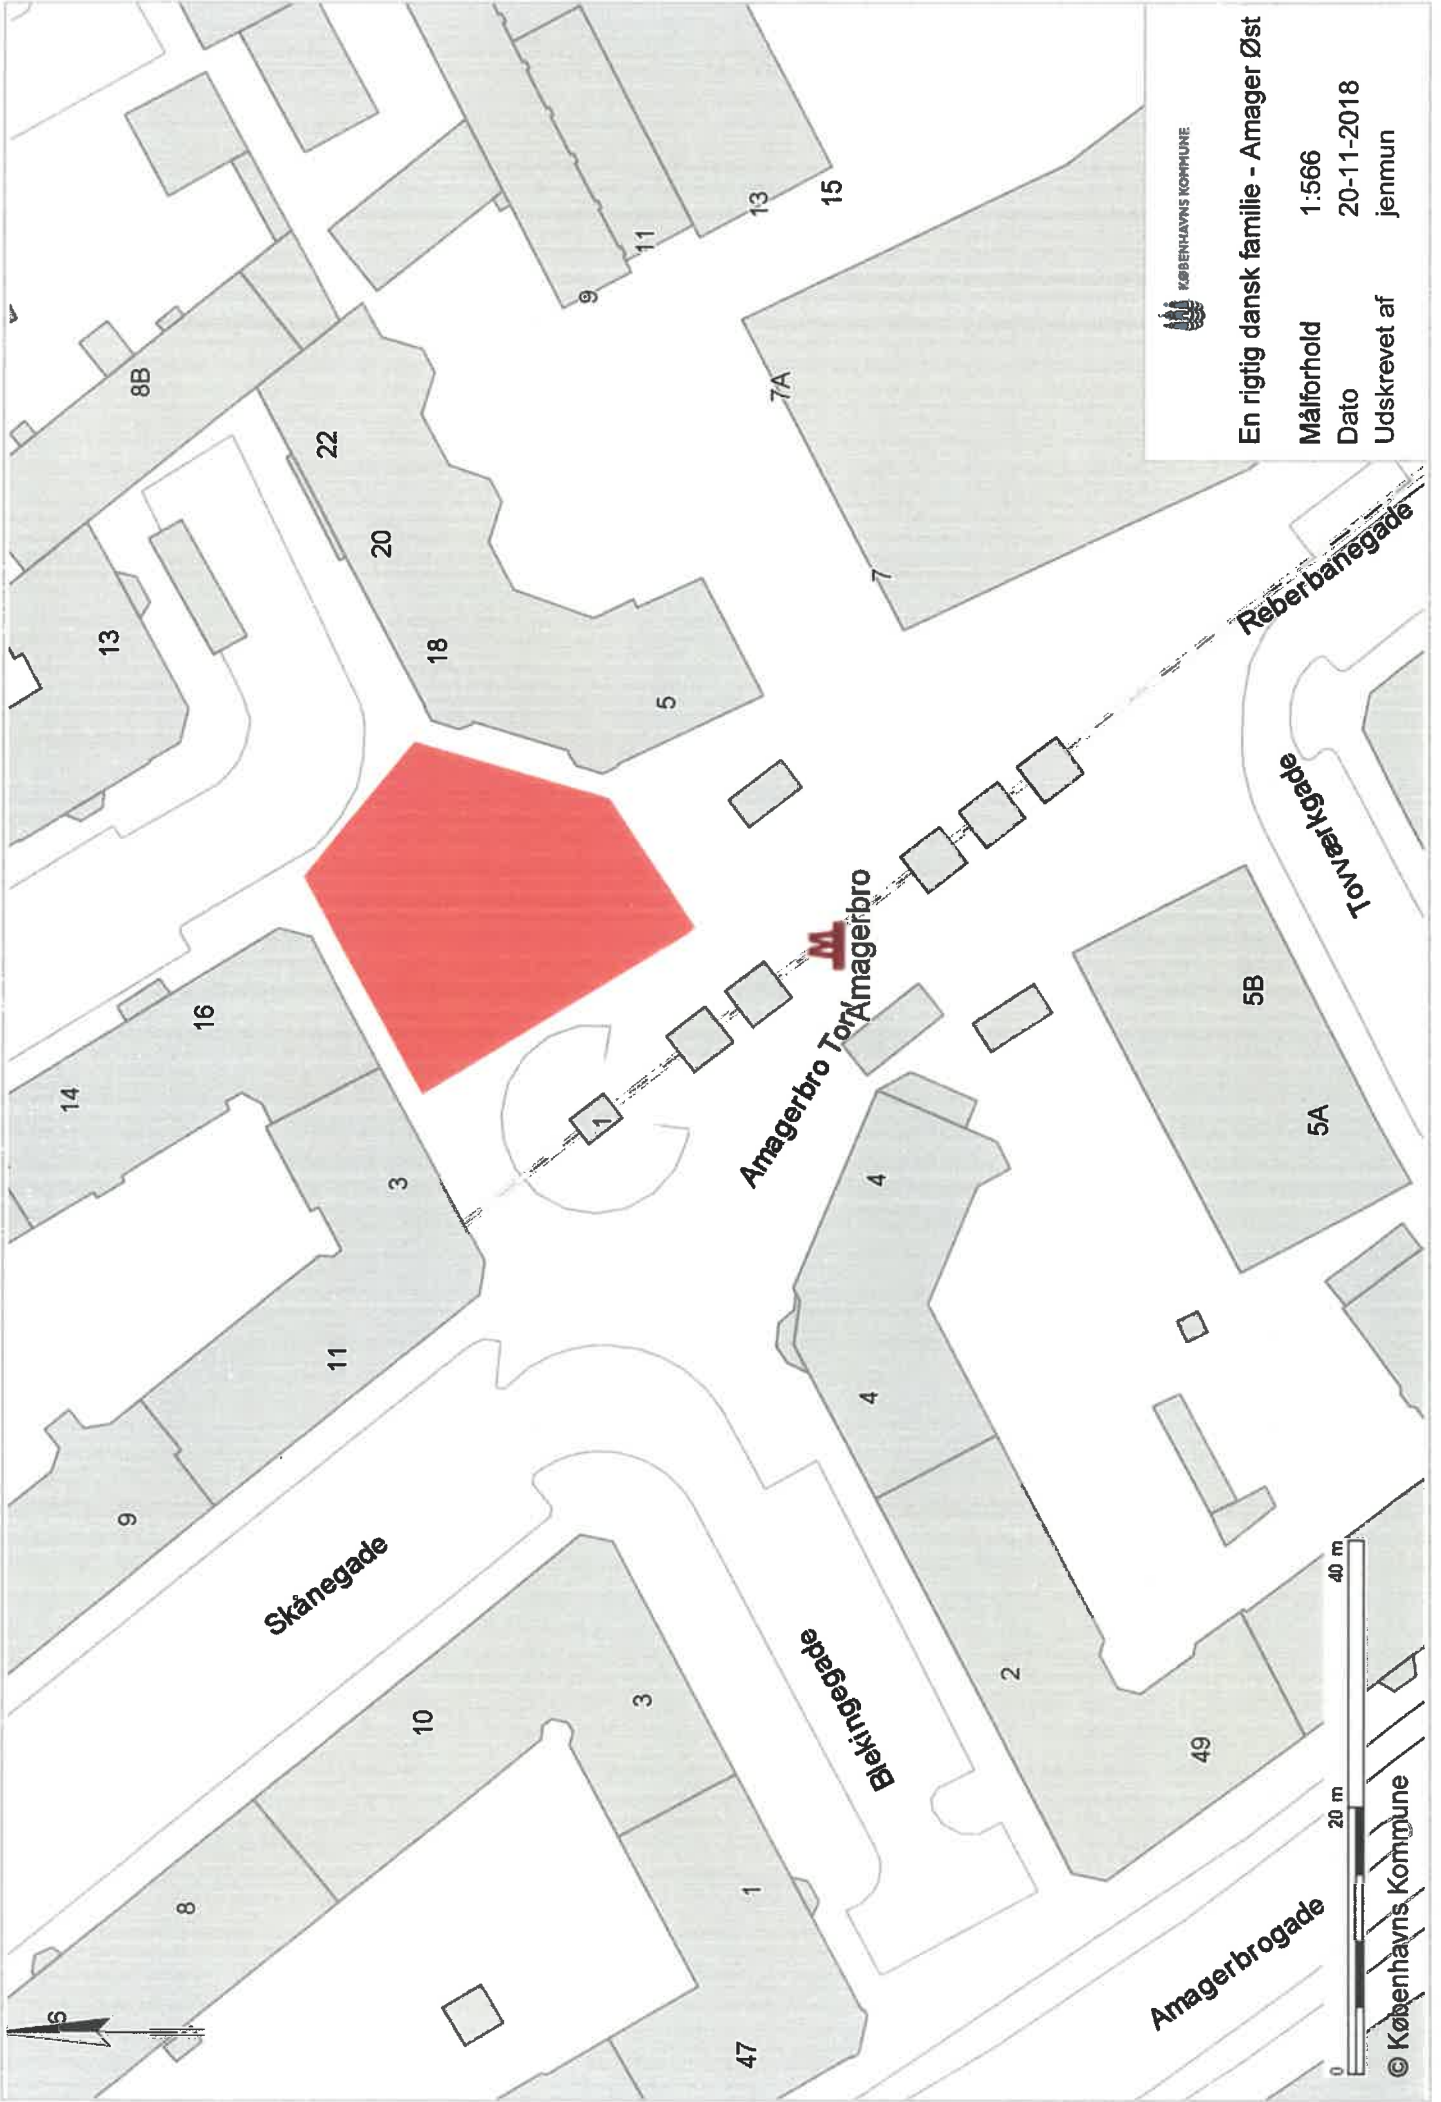 KØBENHAVNS KOMMUNE
En rigtig dansk familie - Amager Øst
Målforhold 1:566
Dato 20-11-2018
Udskrevet af jenmun
6
8
10
3
1
47
Skånegade
9
11
3
14
16
13
8B
22
20
18
5
9
11
13
15
7A
7
1
Amagerbro Torv
Amagerbro
Blekingegade
4
4
2
49
5A
5B
Tovværkgade
Reberbanegade
Amagerbrogade
0 20 m 40 m
© Københavns Kommune